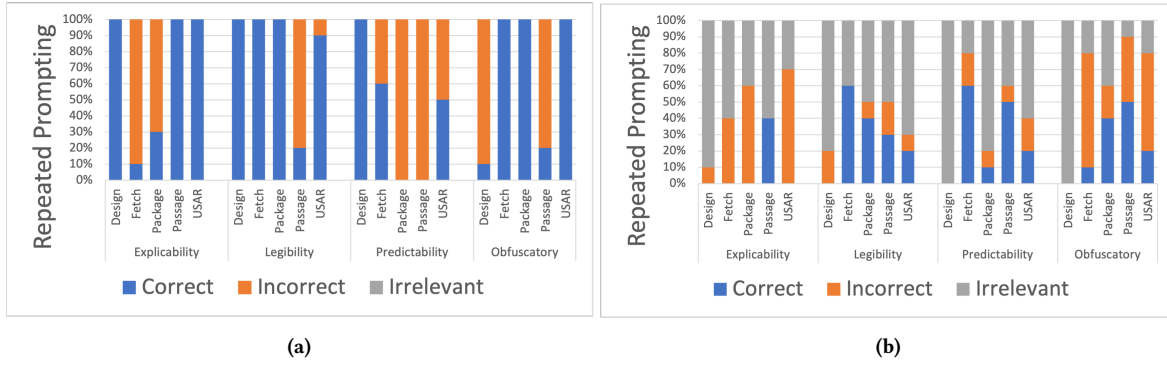 Repeated Prompting
100%
90%
80%
70%
60%
50%
40%
30%
20%
10%
0%
Design
Fetch
Package
Passage
USAR
Design
Fetch
Package
Passage
USAR
Design
Fetch
Package
Passage
USAR
Design
Fetch
Package
Passage
USAR
Explicability Legibility Predictability Obfuscatory
Correct Incorrect Irrelevant
(a)
Repeated Prompting
100%
90%
80%
70%
60%
50%
40%
30%
20%
10%
0%
Design
Fetch
Package
Passage
USAR
Design
Fetch
Package
Passage
USAR
Design
Fetch
Package
Passage
USAR
Design
Fetch
Package
Passage
USAR
Explicability Legibility Predictability Obfuscatory
Correct Incorrect Irrelevant
(b)